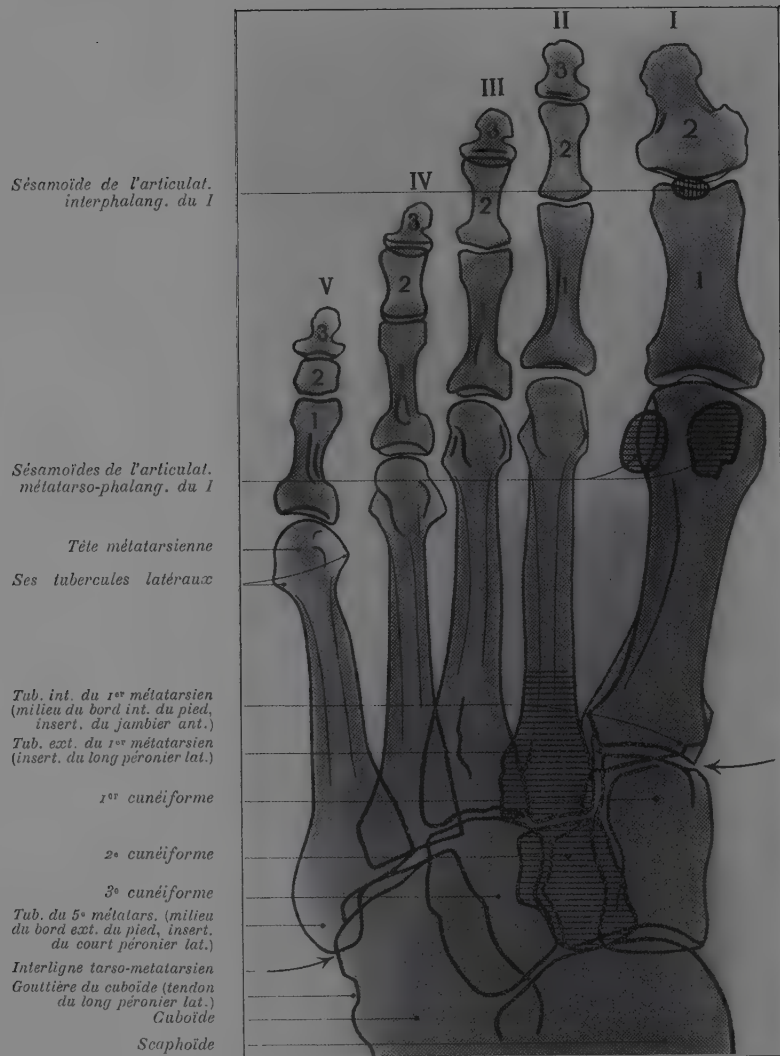 II
I
III
IV
V
3
2
3
2
3
2
3
2
2
1
1
1
1
Sésamoïde de l'articulat.
interphalang. du I
Sésamoïdes de l'articulat.
métatarso-phalang. du I
Tête métatarsienne
Ses tubercules latéraux
Tub. int. du 1er métatarsien
(milieu du bord int. du pied,
insert. du jambier ant.)
Tub. ext. du 1er métatarsien
(insert. du long péronier lat.)
1er cunéiforme
2e cunéiforme
3e cunéiforme
Tub. du 5e métatars. (milieu
du bord ext. du pied, insert.
du court péronier lat.)
Interligne tarso-metatarsien
Gouttière du cuboïde (tendon
du long péronier lat.)
Cuboïde
Scaphoïde